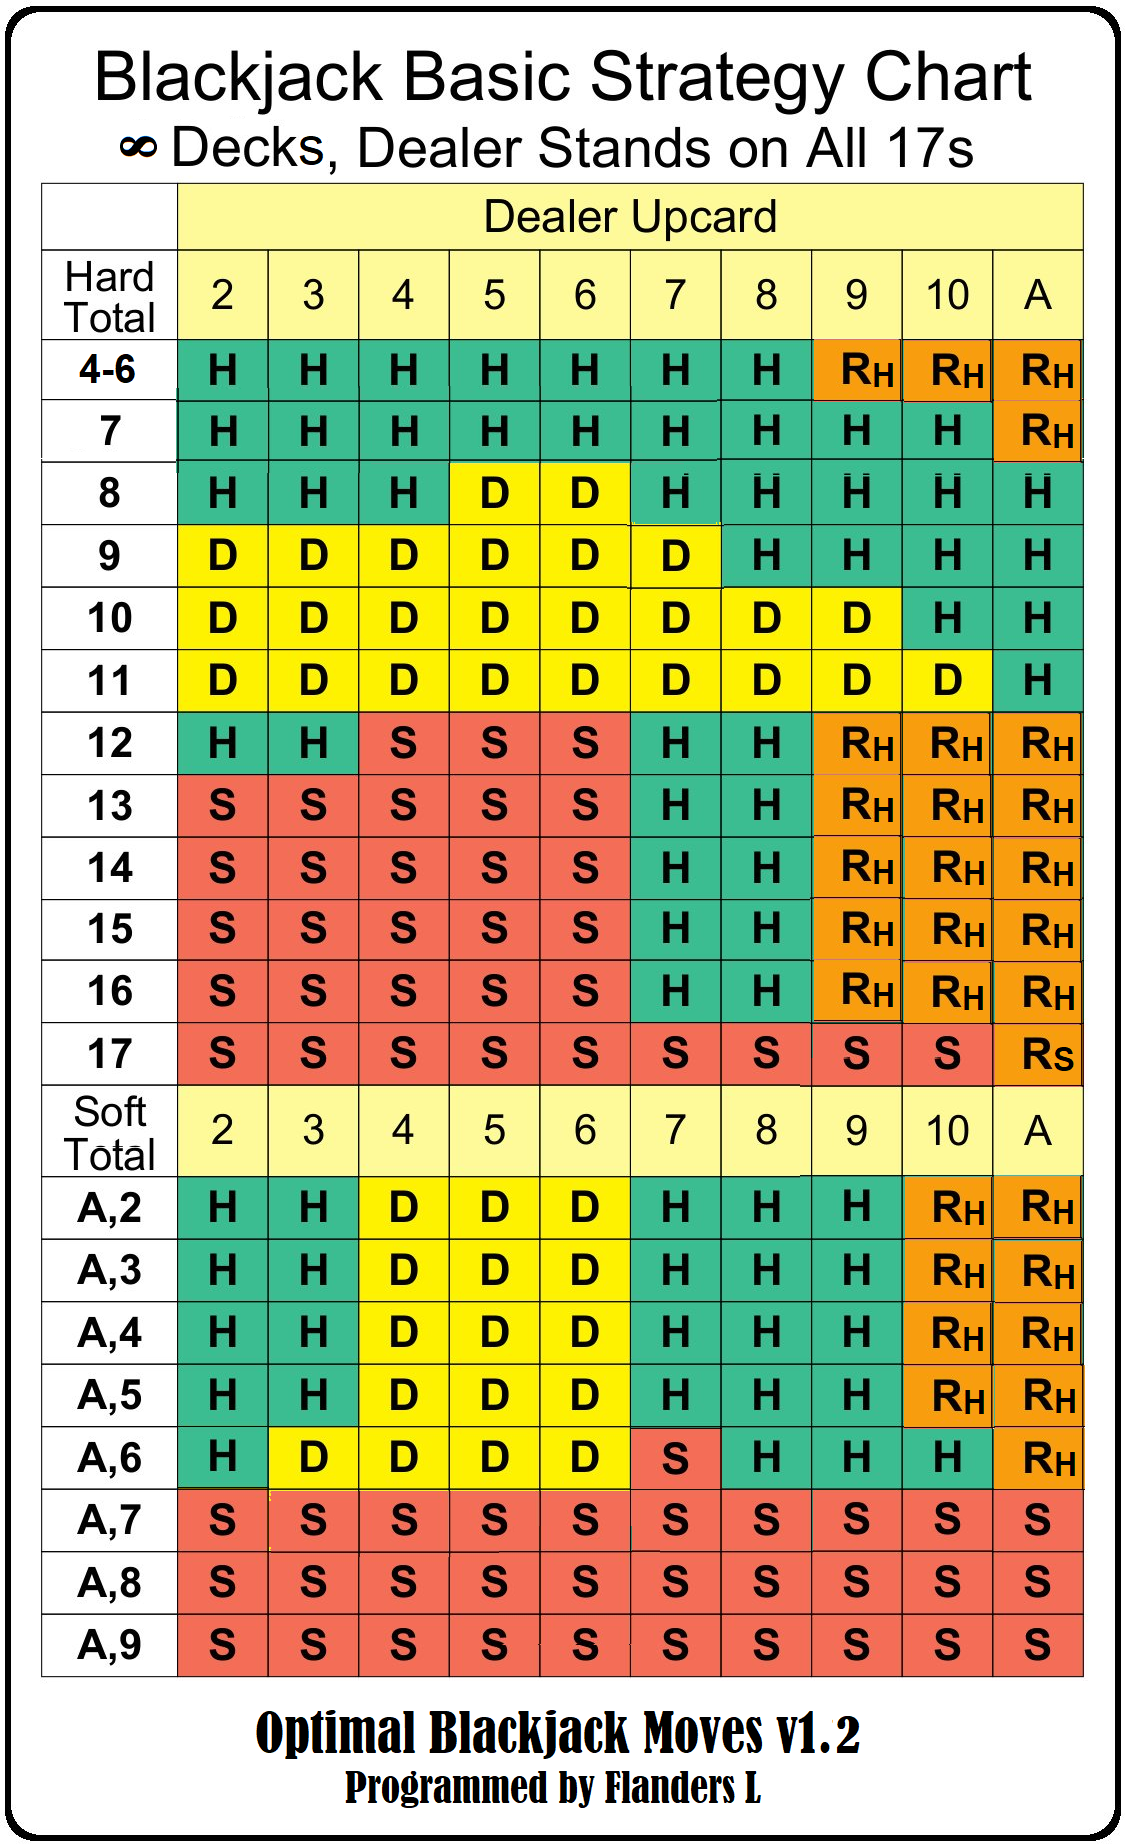 Blackjack Basic Strategy Chart
∞ Decks, Dealer Stands on All 17s
Dealer Upcard
Hard Total 2 3 4 5 6 7 8 9 10 A
4-6 H H H H H H H RH RH RH
7 H H H H H H H H H RH
8 H H H D D H H H H H
9 D D D D D D H H H H
10 D D D D D D D D H H
11 D D D D D D D D D H
12 H H S S S H H RH RH RH
13 S S S S S H H RH RH RH
14 S S S S S H H RH RH RH
15 S S S S S H H RH RH RH
16 S S S S S H H RH RH RH
17 S S S S S S S S S RS
Soft Total 2 3 4 5 6 7 8 9 10 A
A,2 H H D D D H H H RH RH
A,3 H H D D D H H H RH RH
A,4 H H D D D H H H RH RH
A,5 H H D D D H H H RH RH
A,6 H D D D D S H H H RH
A,7 S S S S S S S S S S
A,8 S S S S S S S S S S
A,9 S S S S S S S S S S
Optimal Blackjack Moves v1.2
Programmed by Flanders L